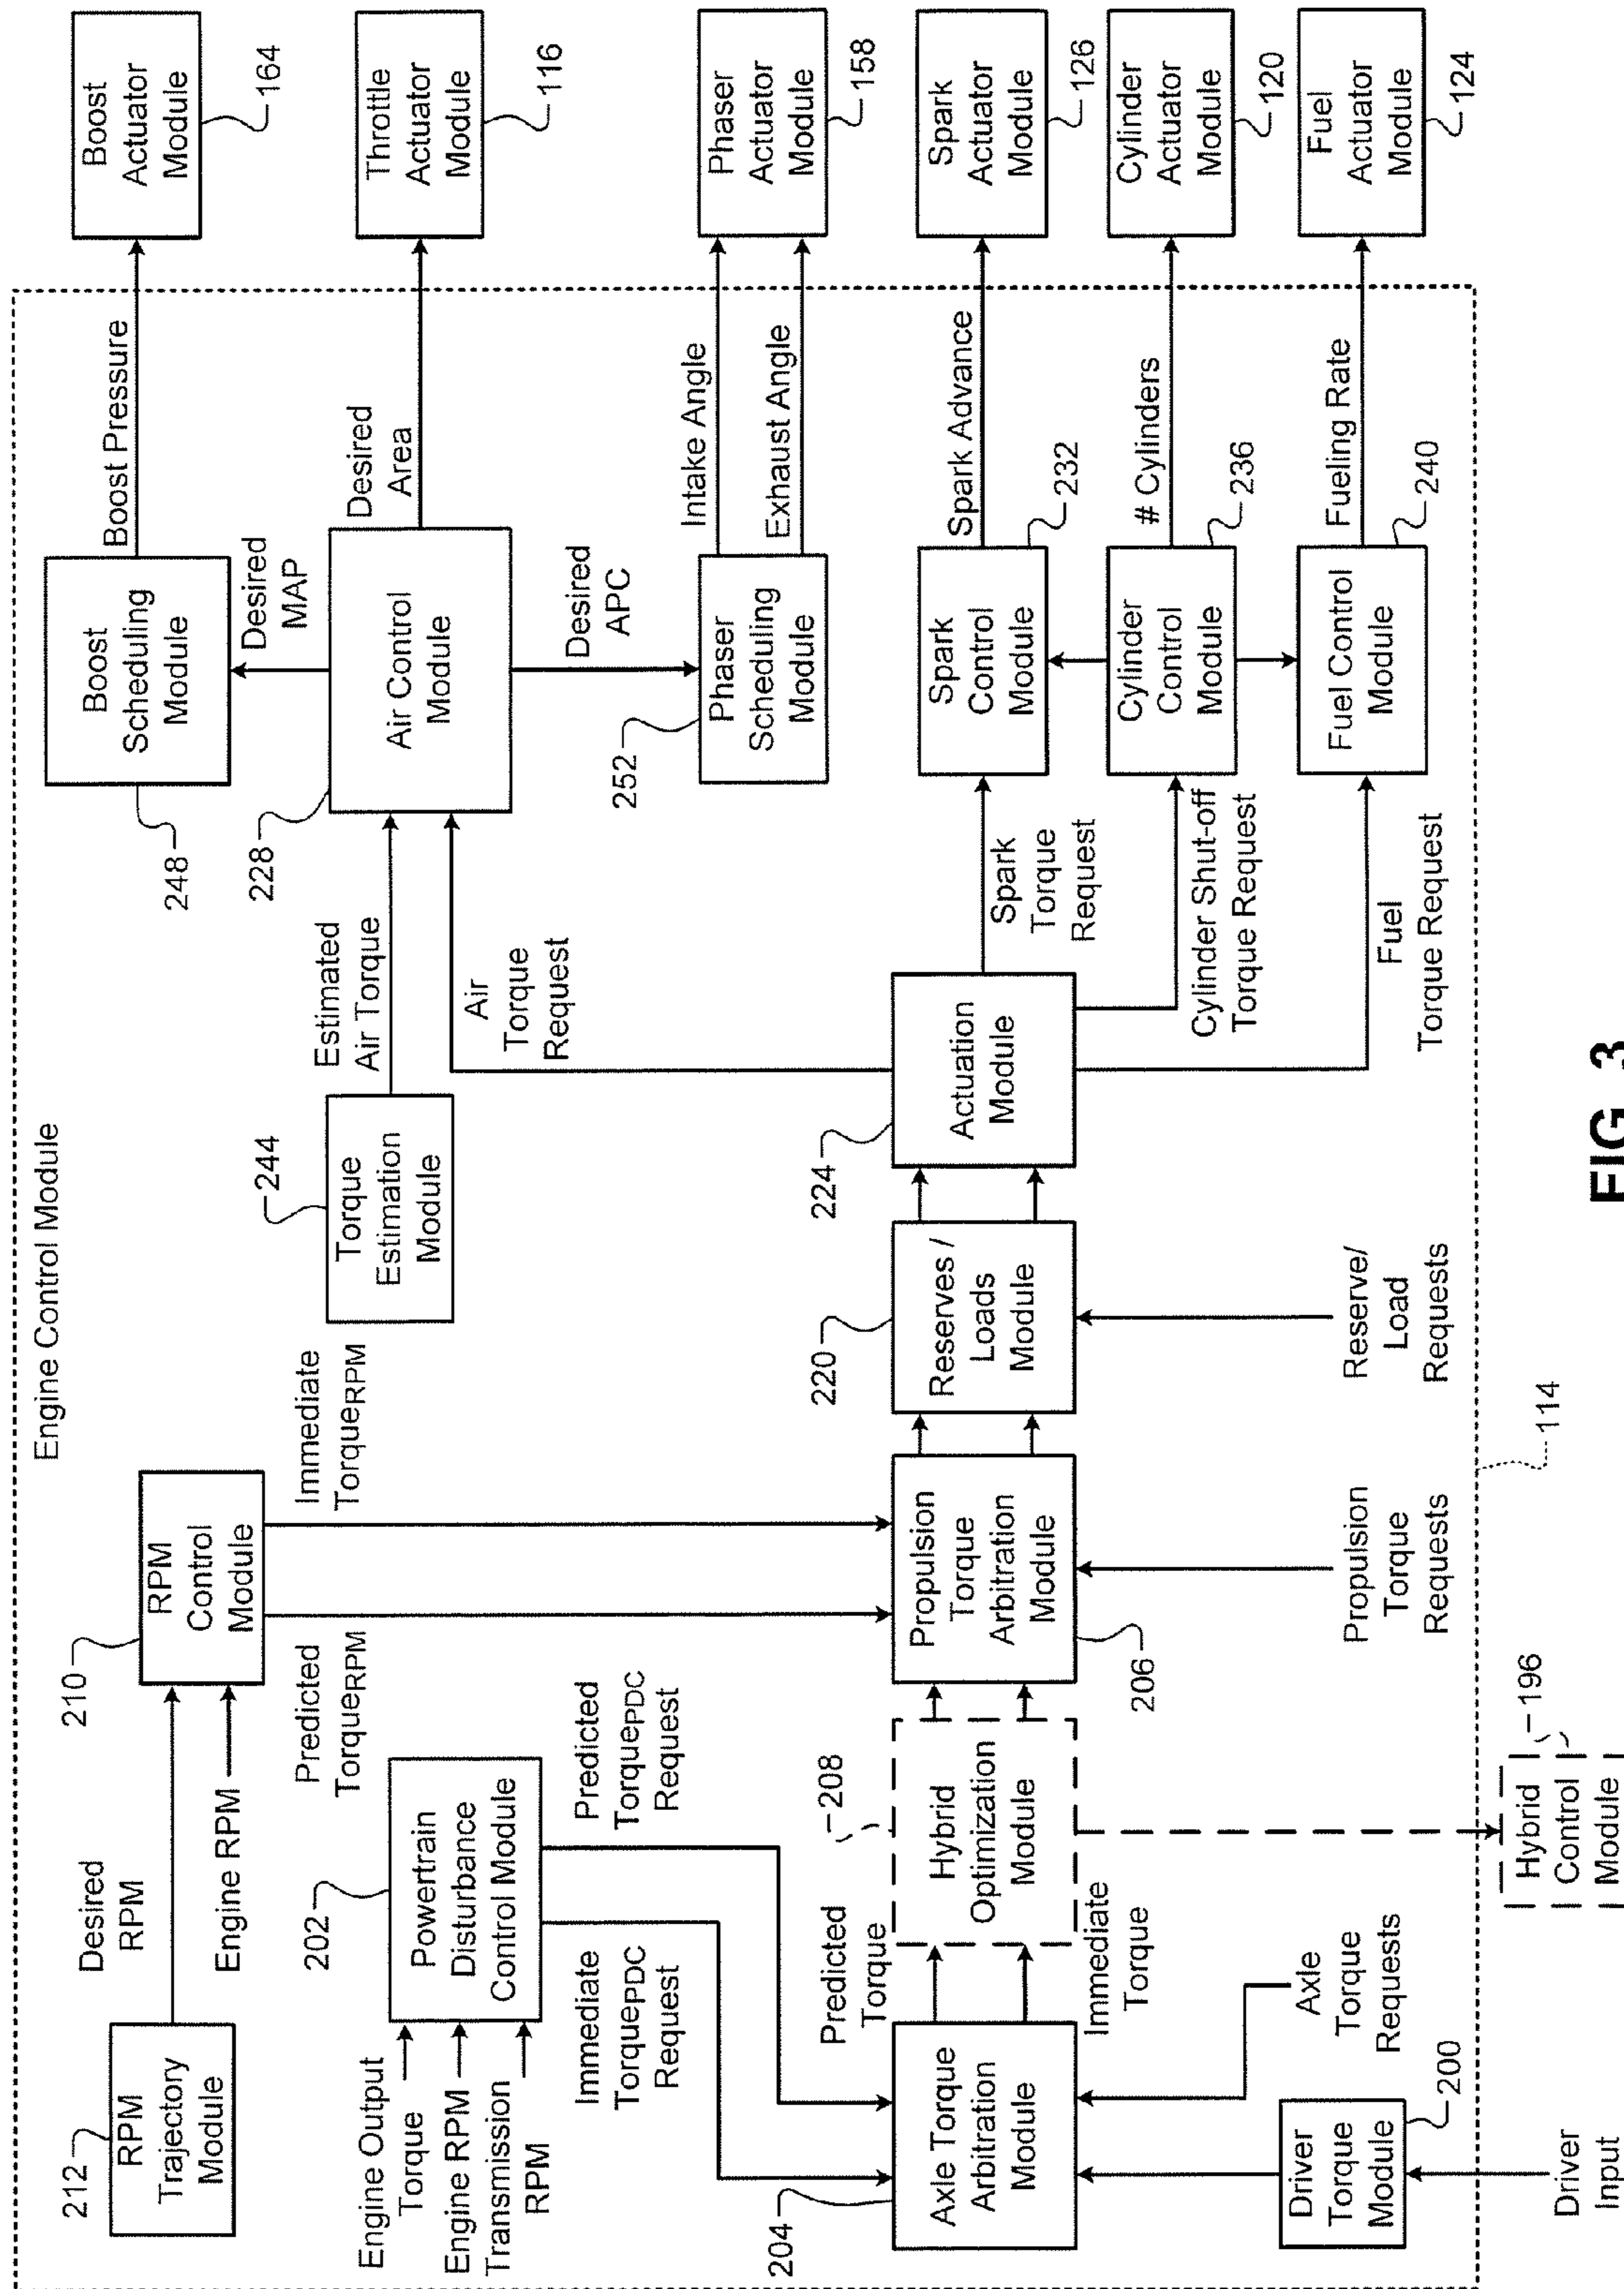 Engine Control Module
212
RPM
Trajectory
Module
Desired
RPM
Engine RPM
210
RPM
Control
Module
Predicted
TorqueRPM
Immediate
TorqueRPM
Engine Output
Torque
Engine RPM
Transmission
RPM
202
Powertrain
Disturbance
Control Module
Immediate
TorquePDC
Request
Predicted
TorquePDC
Request
244
Torque
Estimation
Module
Estimated
Air Torque
Air
Torque
Request
248
Boost
Scheduling
Module
Boost Pressure
Boost
Actuator
Module
164
Desired
MAP
228
Air Control
Module
Desired
Area
Throttle
Actuator
Module
116
Desired
APC
252
Phaser
Scheduling
Module
Intake Angle
Exhaust Angle
Phaser
Actuator
Module
158
204
Axle Torque
Arbitration
Module
Predicted
Torque
Immediate
Torque
208
Hybrid
Optimization
Module
Propulsion
Torque
Arbitration
Module
206
220
Reserves /
Loads
Module
224
Actuation
Module
Spark
Torque
Request
Cylinder Shut-off
Torque Request
Fuel
Torque Request
Spark
Control
Module
232
Spark Advance
Spark
Actuator
Module
126
Cylinder
Control
Module
236
# Cylinders
Cylinder
Actuator
Module
120
Fuel Control
Module
240
Fueling Rate
Fuel
Actuator
Module
124
Driver
Torque
Module
200
Axle
Torque
Requests
Propulsion
Torque
Requests
Reserve/
Load
Requests
Driver
Input
Hybrid
Control
Module
196
114
FIG. 3